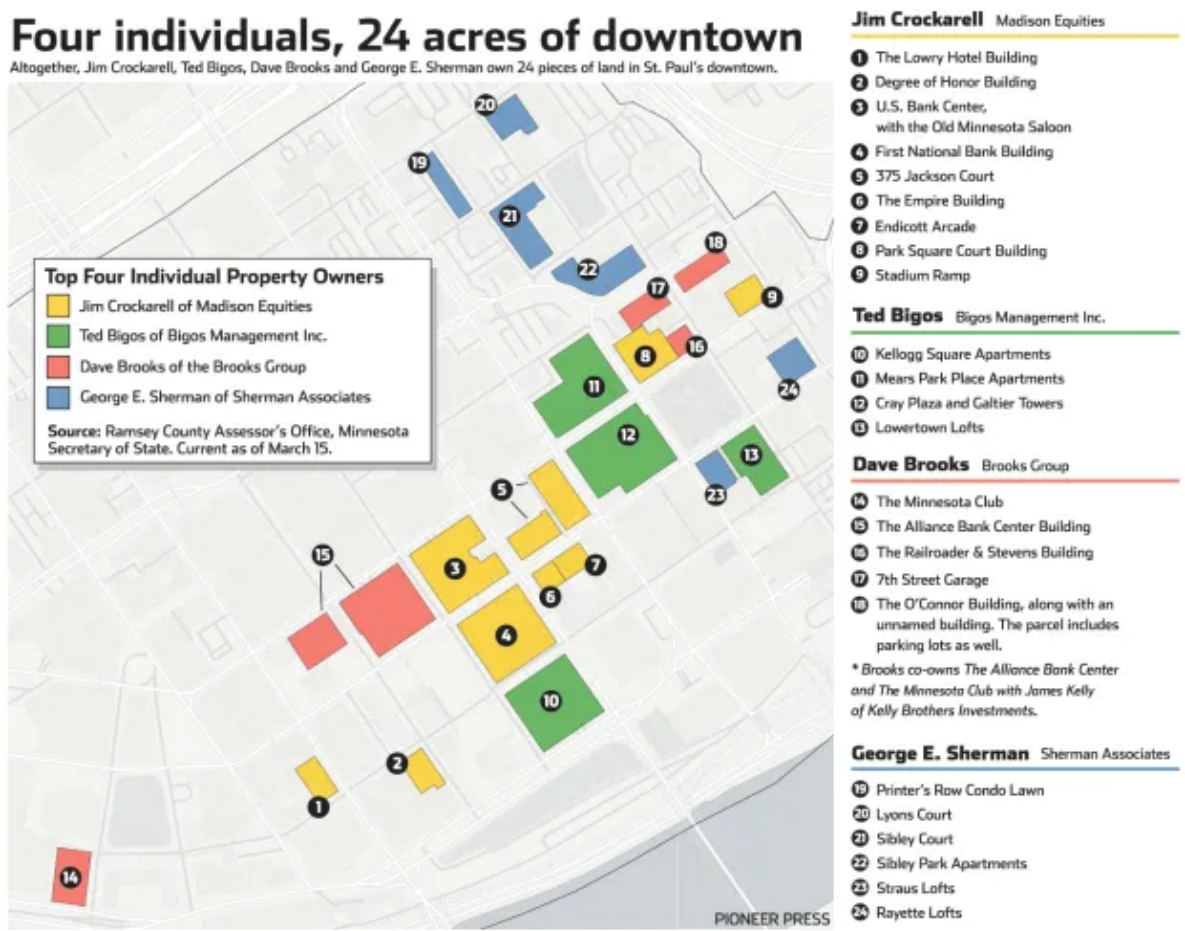 Four individuals, 24 acres of downtown
Altogether, Jim Crockarell, Ted Bigos, Dave Brooks and George E. Sherman own 24 pieces of land in St. Paul's downtown.
20
19
21
22
18
17
9
16
8
24
11
12
13
23
5
15
3
7
6
4
10
2
1
14
Top Four Individual Property Owners
Jim Crockarell of Madison Equities
Ted Bigos of Bigos Management Inc.
Dave Brooks of the Brooks Group
George E. Sherman of Sherman Associates
Source: Ramsey County Assessor's Office, Minnesota
Secretary of State. Current as of March 15.
PIONEER PRESS
Jim Crockarell Madison Equities
1 The Lowry Hotel Building
2 Degree of Honor Building
3 U.S. Bank Center,
with the Old Minnesota Saloon
4 First National Bank Building
5 375 Jackson Court
6 The Empire Building
7 Endicott Arcade
8 Park Square Court Building
9 Stadium Ramp
Ted Bigos Bigos Management Inc.
10 Kellogg Square Apartments
11 Mears Park Place Apartments
12 Cray Plaza and Galtier Towers
13 Lowertown Lofts
Dave Brooks Brooks Group
14 The Minnesota Club
15 The Alliance Bank Center Building
16 The Railroader & Stevens Building
17 7th Street Garage
18 The O'Connor Building, along with an
unnamed building. The parcel includes
parking lots as well.
* Brooks co-owns The Alliance Bank Center
and The Minnesota Club with James Kelly
of Kelly Brothers Investments.
George E. Sherman Sherman Associates
19 Printer's Row Condo Lawn
20 Lyons Court
21 Sibley Court
22 Sibley Park Apartments
23 Straus Lofts
24 Rayette Lofts